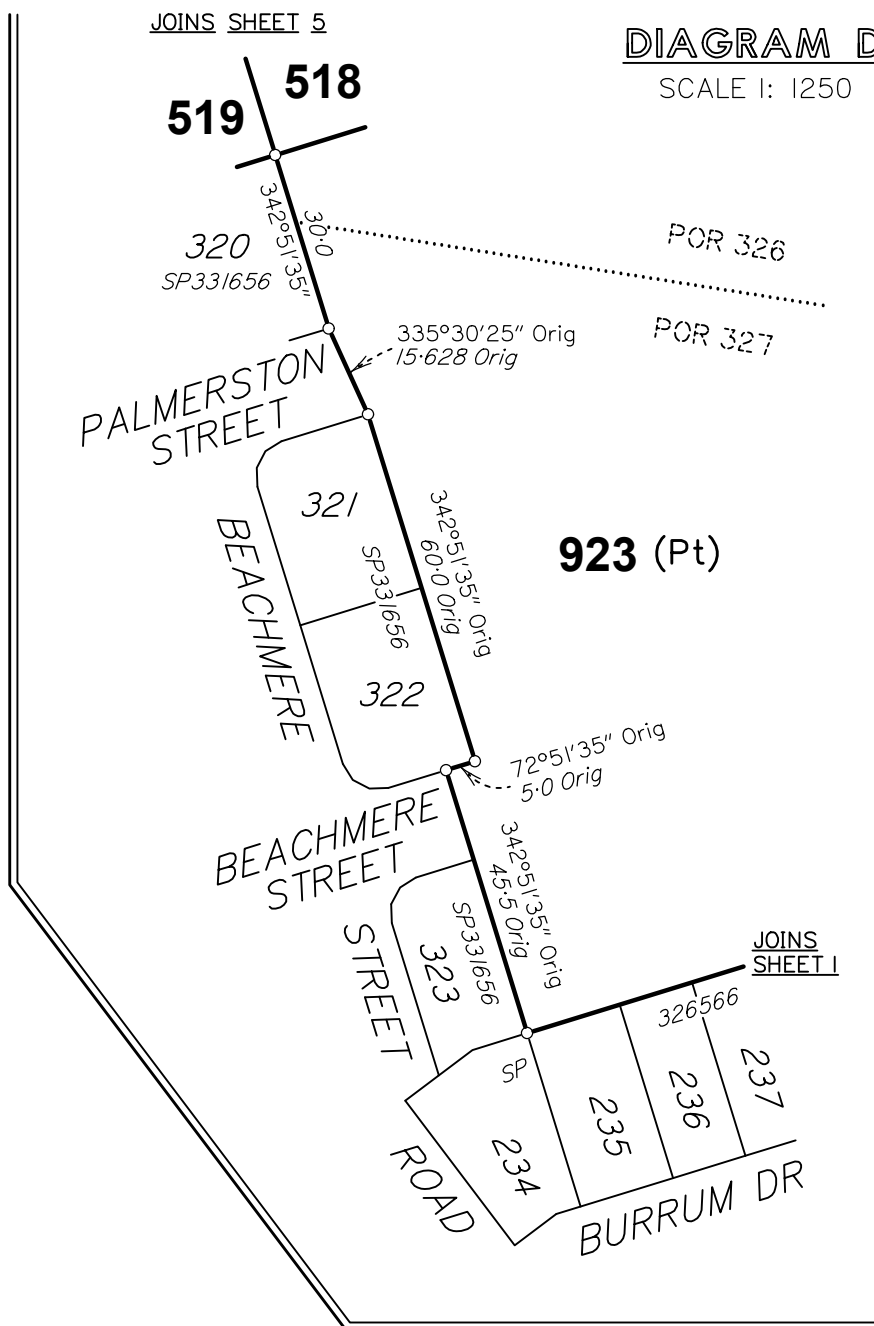 JOINS SHEET 5
DIAGRAM D
SCALE 1: 1250
518
519
342°51'35"
30·0
320
SP331656
POR 326
POR 327
335°30'25" Orig
15·628 Orig
PALMERSTON
STREET
321
342°51'35" Orig
60·0 Orig
SP331656
BEACHMERE
923 (Pt)
322
72°51'35" Orig
5·0 Orig
BEACHMERE
STREET
342°51'35" Orig
45·5 Orig
SP331656
323
STREET
JOINS
SHEET 1
326566
SP
237
236
235
234
ROAD
BURRUM DR